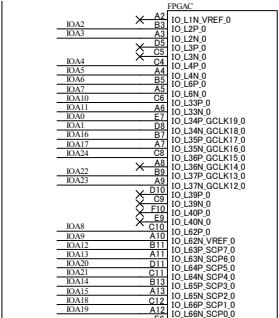 FPGAC
A2 IO_L1N_VREF_0
IOA2 B3 IO_L2P_0
IOA3 A3 IO_L2N_0
D5 IO_L3P_0
C5 IO_L3N_0
IOA4 C4 IO_L4P_0
IOA5 A4 IO_L4N_0
IOA6 B5 IO_L6P_0
IOA7 A5 IO_L6N_0
IOA10 C6 IO_L33P_0
IOA11 A6 IO_L33N_0
IOA0 E7 IO_L34P_GCLK19_0
IOA1 D8 IO_L34N_GCLK18_0
IOA16 B7 IO_L35P_GCLK17_0
IOA17 A7 IO_L35N_GCLK16_0
IOA24 C8 IO_L36P_GCLK15_0
A8 IO_L36N_GCLK14_0
IOA22 B9 IO_L37P_GCLK13_0
IOA23 A9 IO_L37N_GCLK12_0
D10 IO_L39P_0
C9 IO_L39N_0
F10 IO_L40P_0
E9 IO_L40N_0
IOA8 C10 IO_L62P_0
IOA9 A10 IO_L62N_VREF_0
IOA12 B11 IO_L63P_SCP7_0
IOA13 A11 IO_L63N_SCP6_0
IOA20 D11 IO_L64P_SCP5_0
IOA21 C11 IO_L64N_SCP4_0
IOA14 B13 IO_L65P_SCP3_0
IOA15 A13 IO_L65N_SCP2_0
IOA18 C12 IO_L66P_SCP1_0
IOA19 A12 IO_L66N_SCP0_0